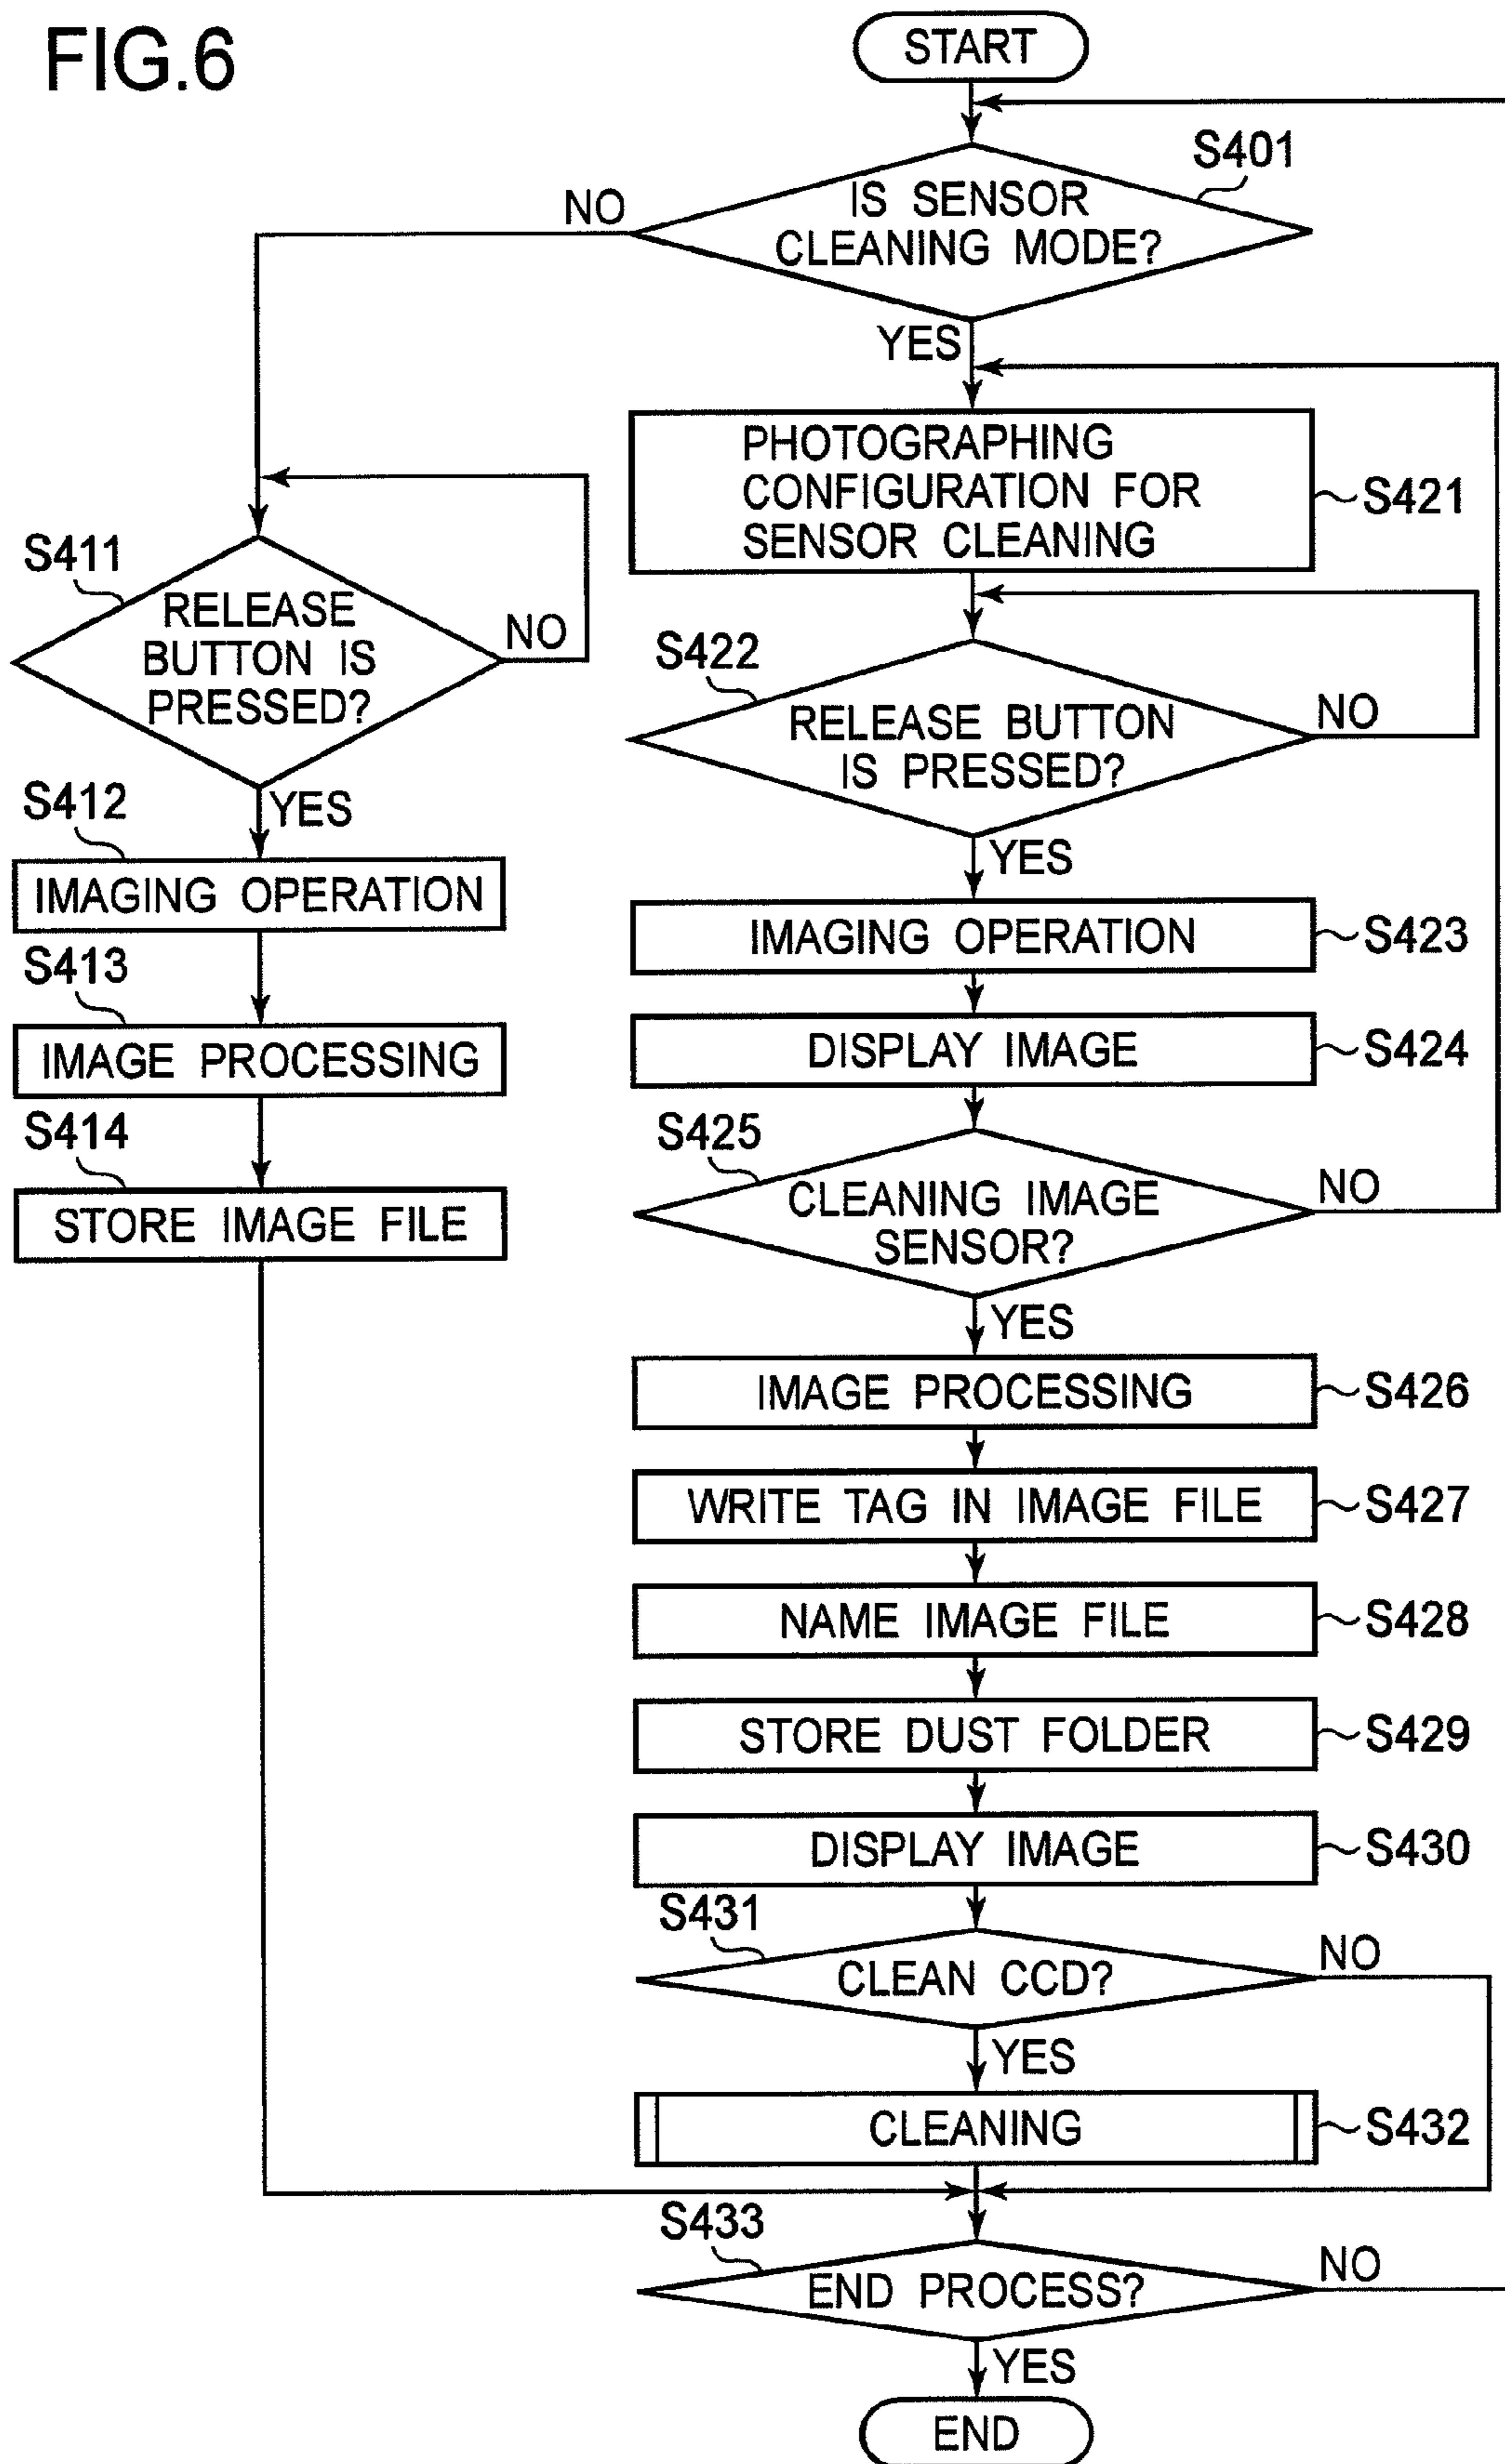 FIG.6
START
S401
IS SENSOR
CLEANING MODE?
NO
YES
PHOTOGRAPHING
CONFIGURATION FOR
SENSOR CLEANING
S421
S411
RELEASE
BUTTON IS
PRESSED?
NO
YES
S422
RELEASE BUTTON
IS PRESSED?
NO
YES
S412
IMAGING OPERATION
S413
IMAGE PROCESSING
S414
STORE IMAGE FILE
IMAGING OPERATION
S423
DISPLAY IMAGE
S424
S425
CLEANING IMAGE
SENSOR?
NO
YES
IMAGE PROCESSING
S426
WRITE TAG IN IMAGE FILE
S427
NAME IMAGE FILE
S428
STORE DUST FOLDER
S429
DISPLAY IMAGE
S430
S431
CLEAN CCD?
NO
YES
CLEANING
S432
S433
END PROCESS?
NO
YES
END